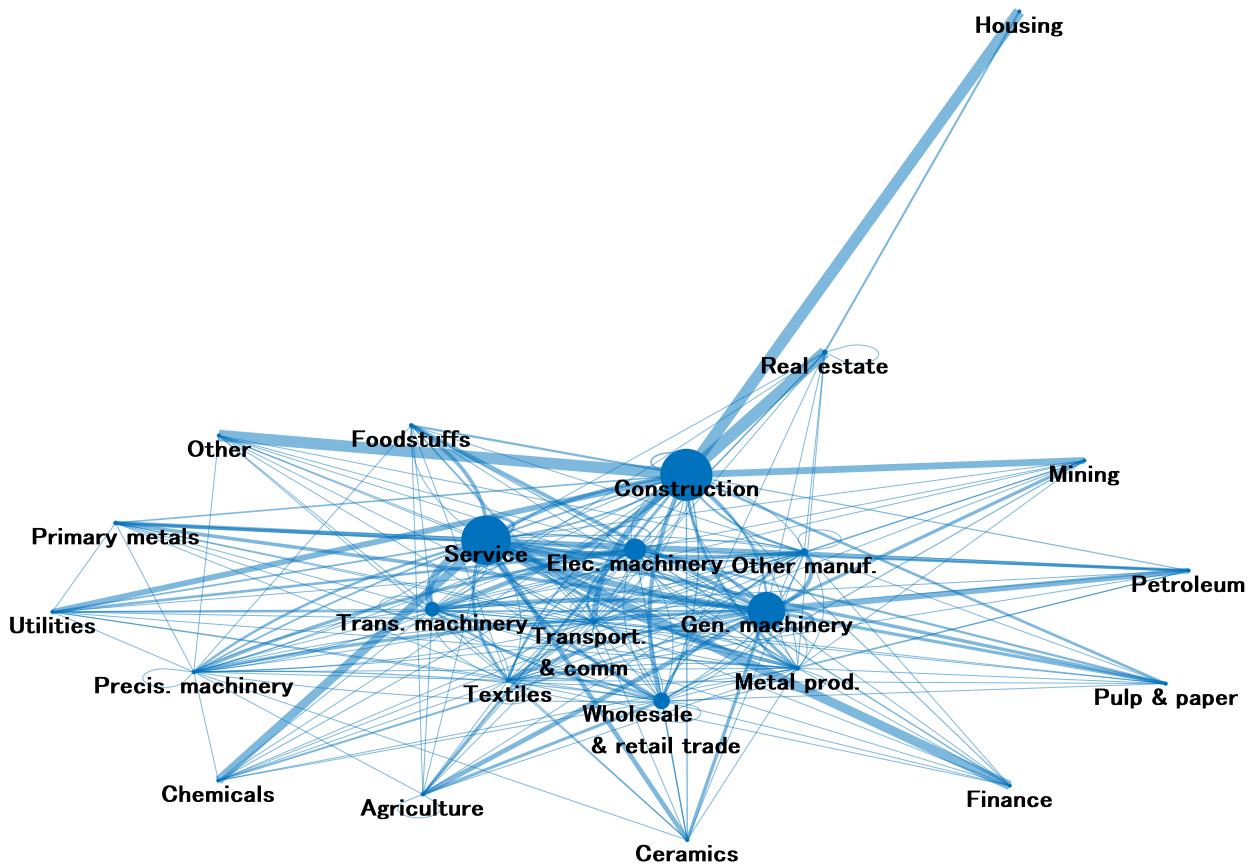 Housing
Real estate
Other
Foodstuffs
Mining
Construction
Primary metals
Service
Elec. machinery
Other manuf.
Petroleum
Utilities
Trans. machinery
Transport.
& comm
Gen. machinery
Precis. machinery
Textiles
Metal prod.
Pulp & paper
Wholesale
& retail trade
Chemicals
Agriculture
Finance
Ceramics